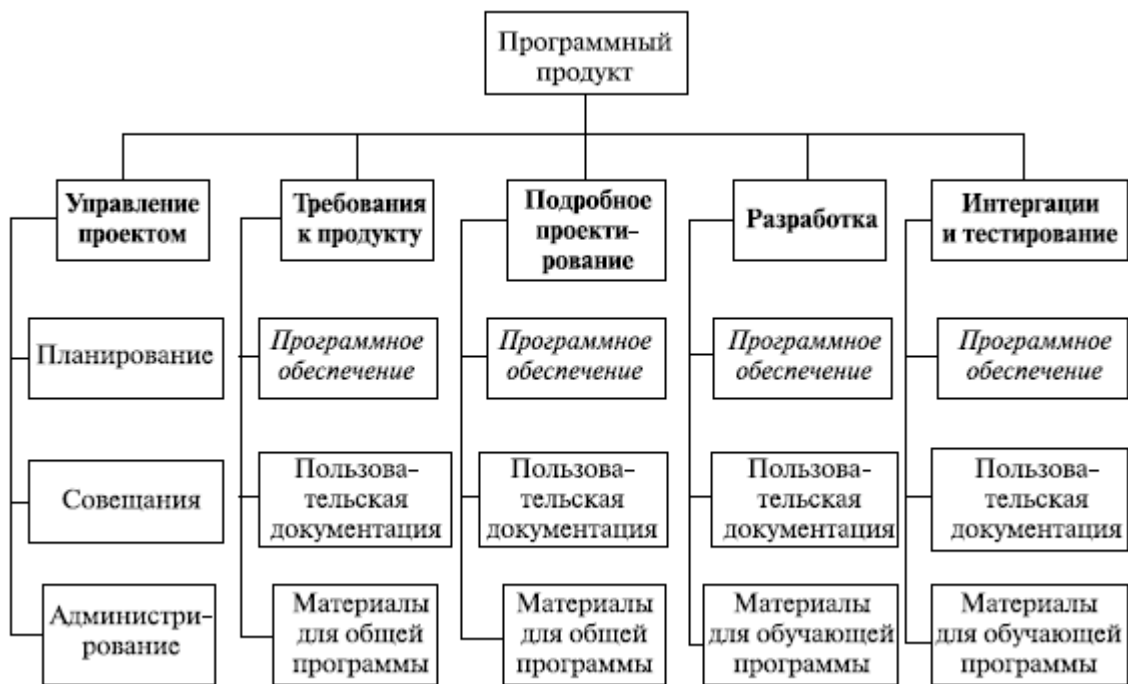 Программный
продукт
Управление
проектом
Требования
к продукту
Подробное
проекти-
рование
Разработка
Интергации
и тестирование
Планирование
Программное
обеспечение
Программное
обеспечение
Программное
обеспечение
Программное
обеспечение
Совещания
Пользова-
тельская
документация
Пользова-
тельская
документация
Пользова-
тельская
документация
Пользова-
тельская
документация
Администри-
рование
Материалы
для общей
программы
Материалы
для общей
программы
Материалы
для обучающей
программы
Материалы
для обучающей
программы